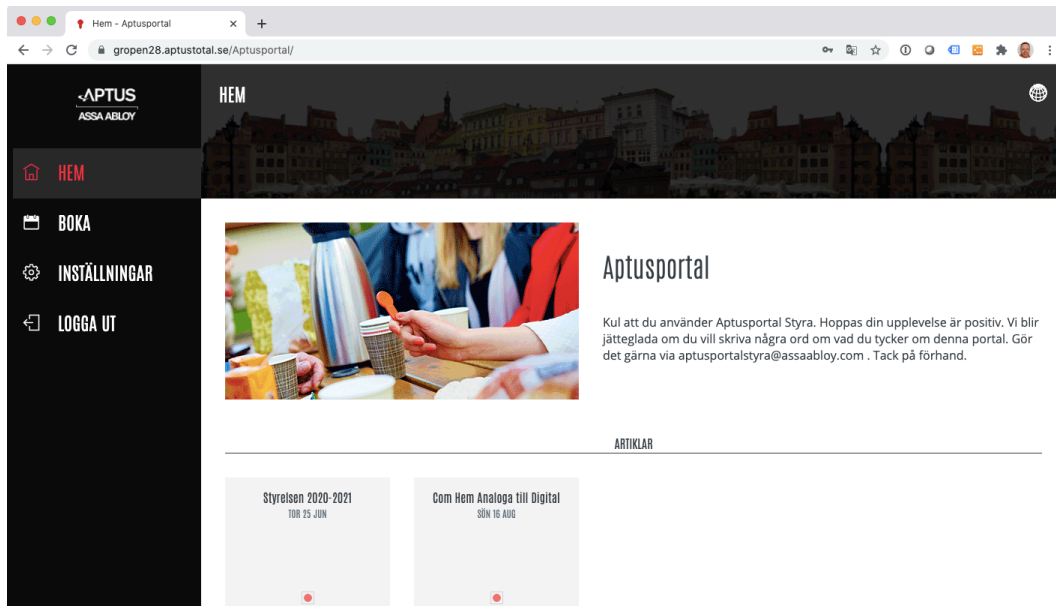 Hem - Aptusportal
gropen28.aptustotal.se/Aptusportal/
APTUS
ASSA ABLOY
HEM
HEM
BOKA
INSTÄLLNINGAR
LOGGA UT
Aptusportal
Kul att du använder Aptusportal Styra. Hoppas din upplevelse är positiv. Vi blir
jätteglada om du vill skriva några ord om vad du tycker om denna portal. Gör
det gärna via aptusportalstyra@assaabloy.com . Tack på förhand.
ARTIKLAR
Styrelsen 2020-2021
TOR 25 JUN
Com Hem Analoga till Digital
SÖN 16 AUG